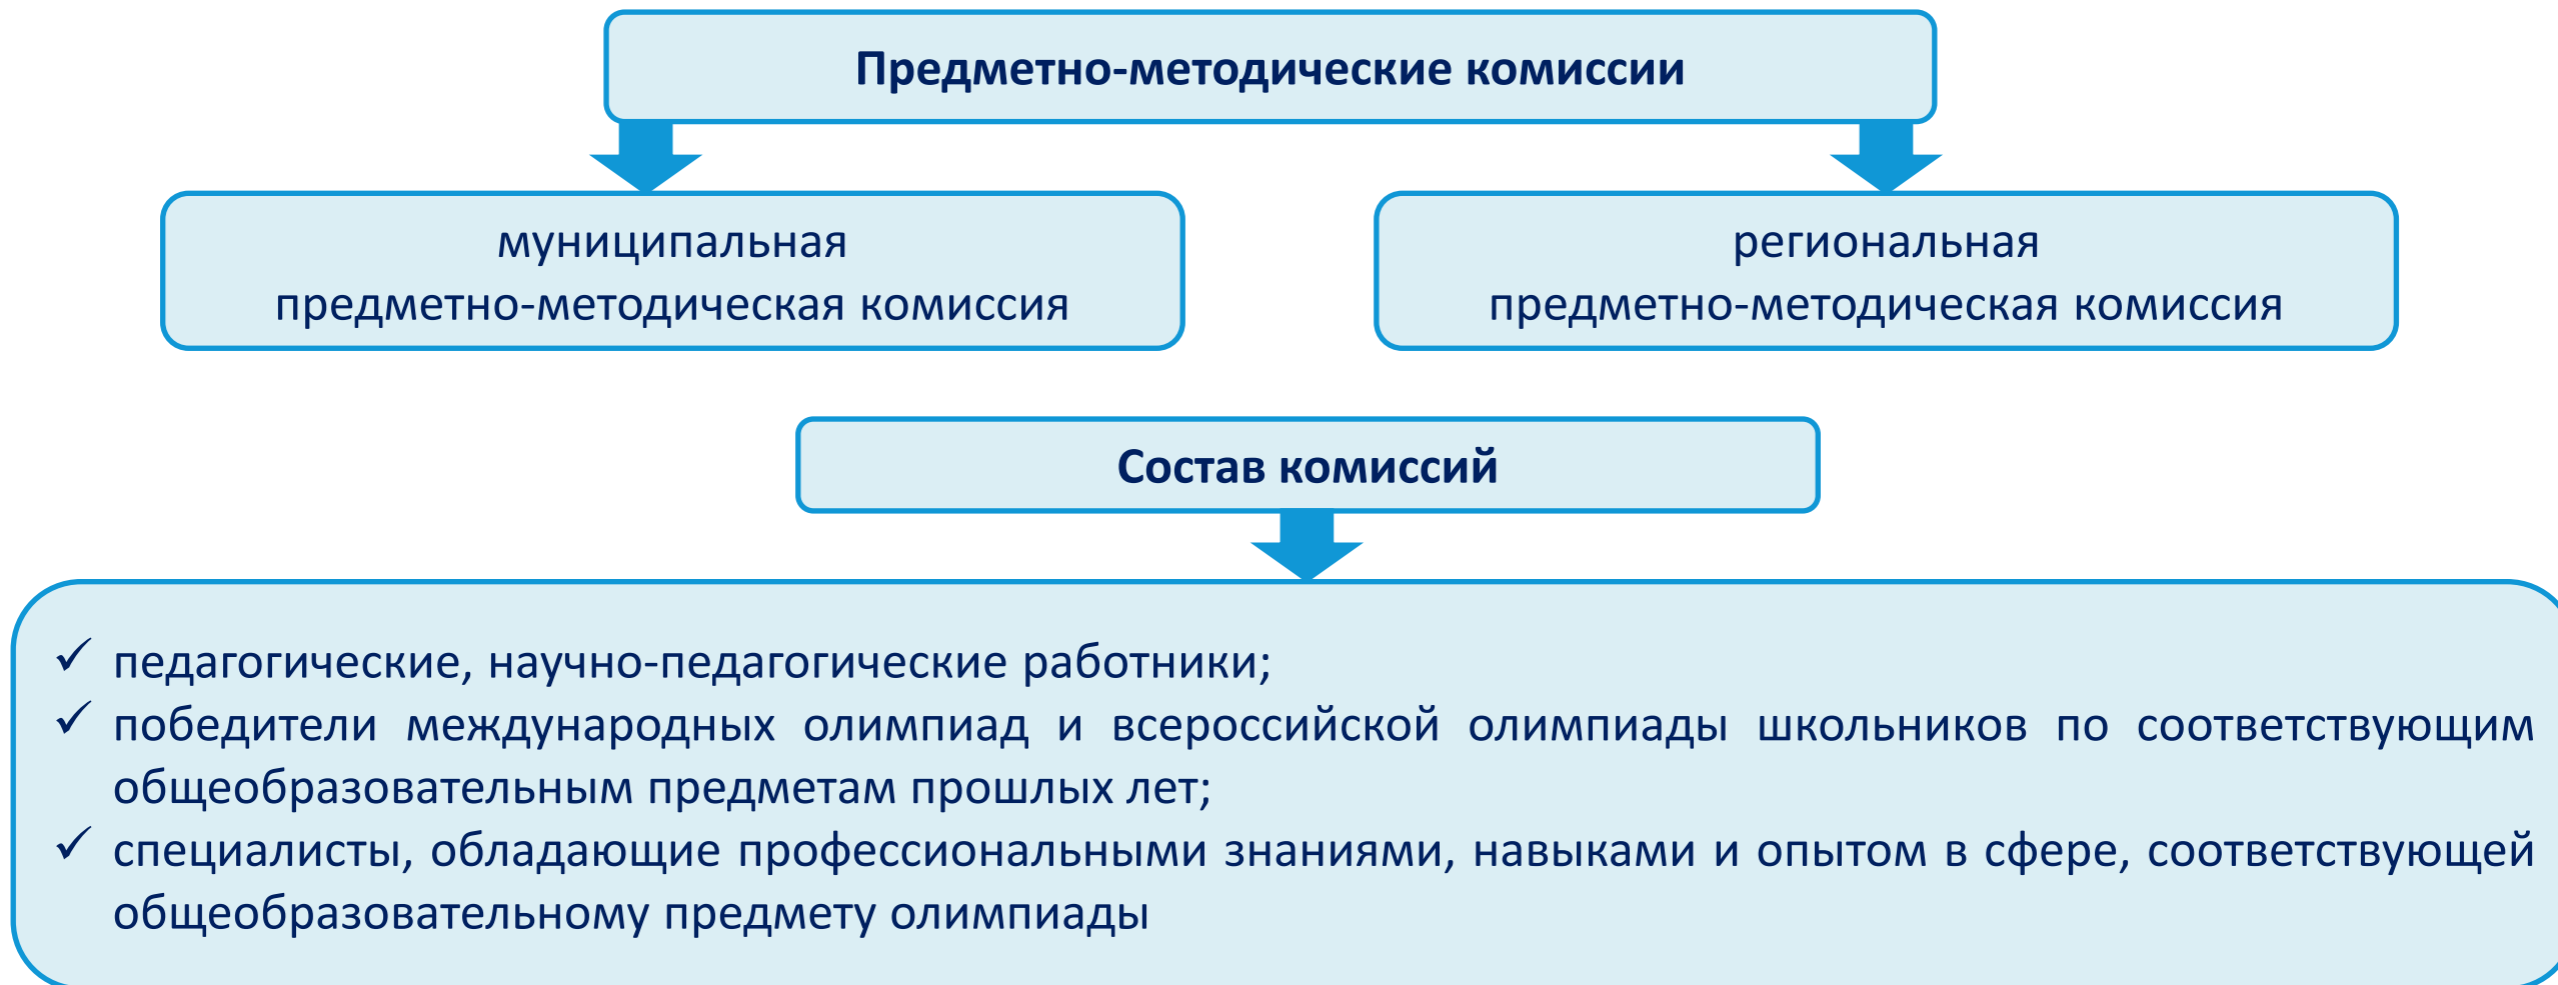 Предметно-методические комиссии
муниципальная
предметно-методическая комиссия
региональная
предметно-методическая комиссия
Состав комиссий
✓ педагогические, научно-педагогические работники;
✓ победители международных олимпиад и всероссийской олимпиады школьников по соответствующим
общеобразовательным предметам прошлых лет;
✓ специалисты, обладающие профессиональными знаниями, навыками и опытом в сфере, соответствующей
общеобразовательному предмету олимпиады